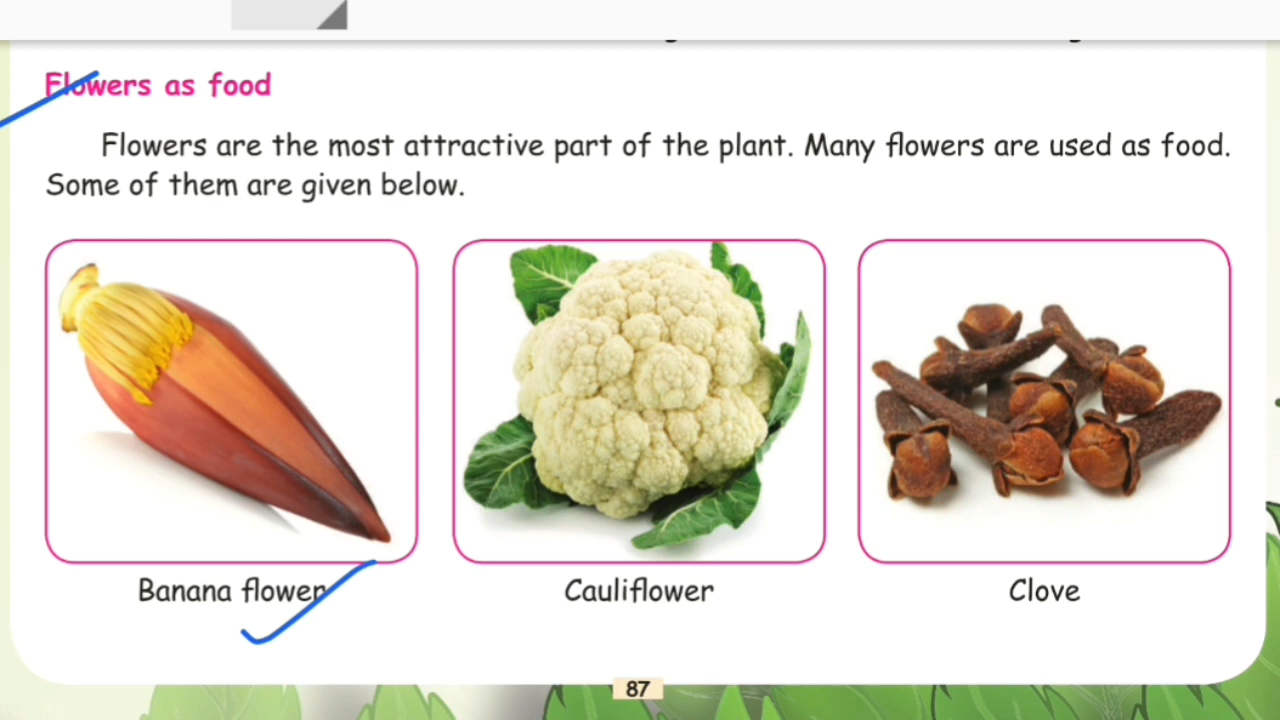 Flowers as food
Flowers are the most attractive part of the plant. Many flowers are used as food.
Some of them are given below.
Banana flower
Cauliflower
Clove
87